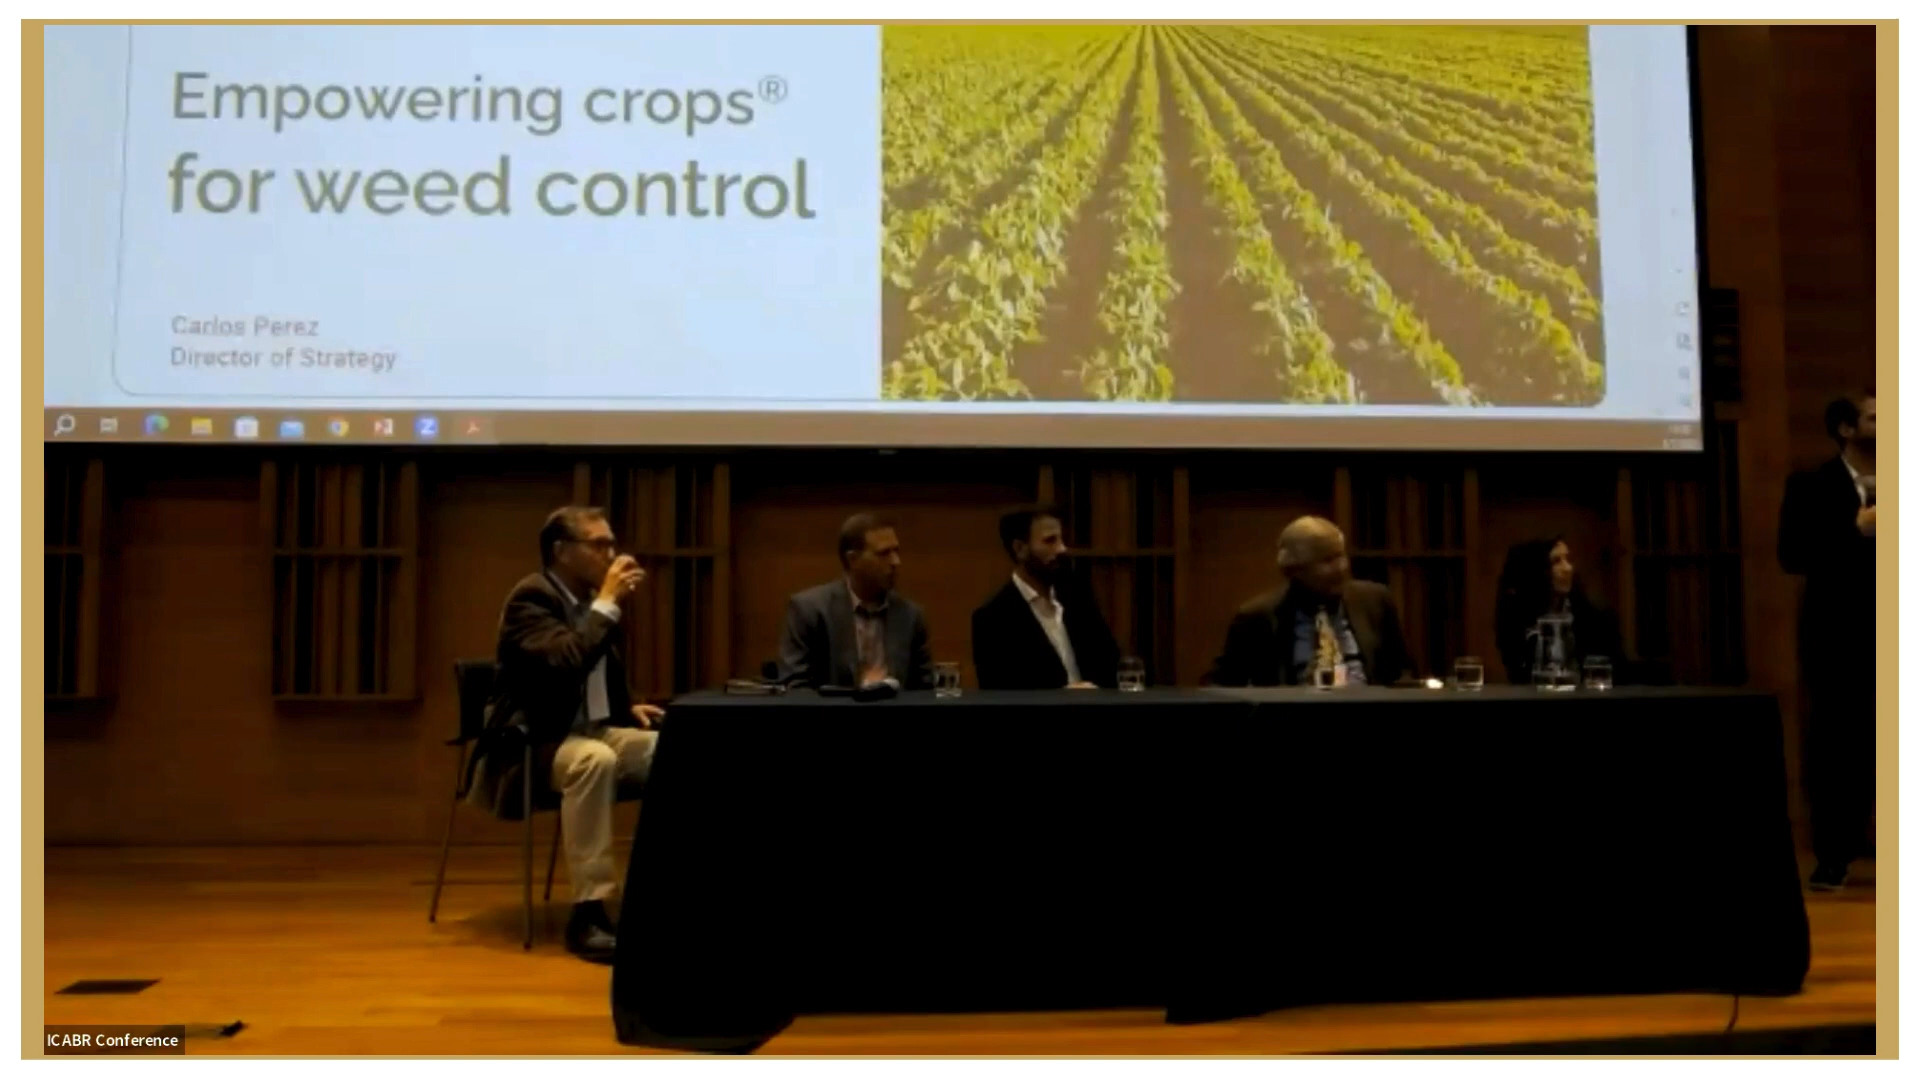 Empowering crops®
for weed control
Carlos Perez
Director of Strategy
ICABR Conference